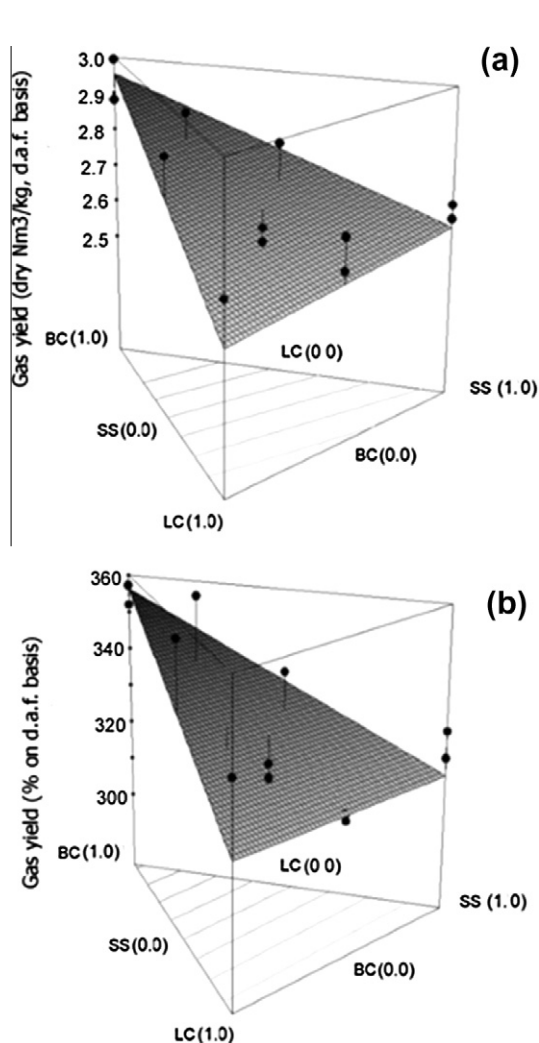 (a)
3.0
2.9
2.8
2.7
2.6
2.5
Gas yield (dry Nm3/kg, d.a.f. basis)
BC(1.0)
LC(0 0)
SS (1.0)
SS(0.0)
BC(0.0)
LC(1.0)
(b)
360
340
320
300
Gas yield (% on d.a.f. basis)
BC(1.0)
LC(0 0)
SS (1.0)
SS(0.0)
BC(0.0)
LC(1.0)